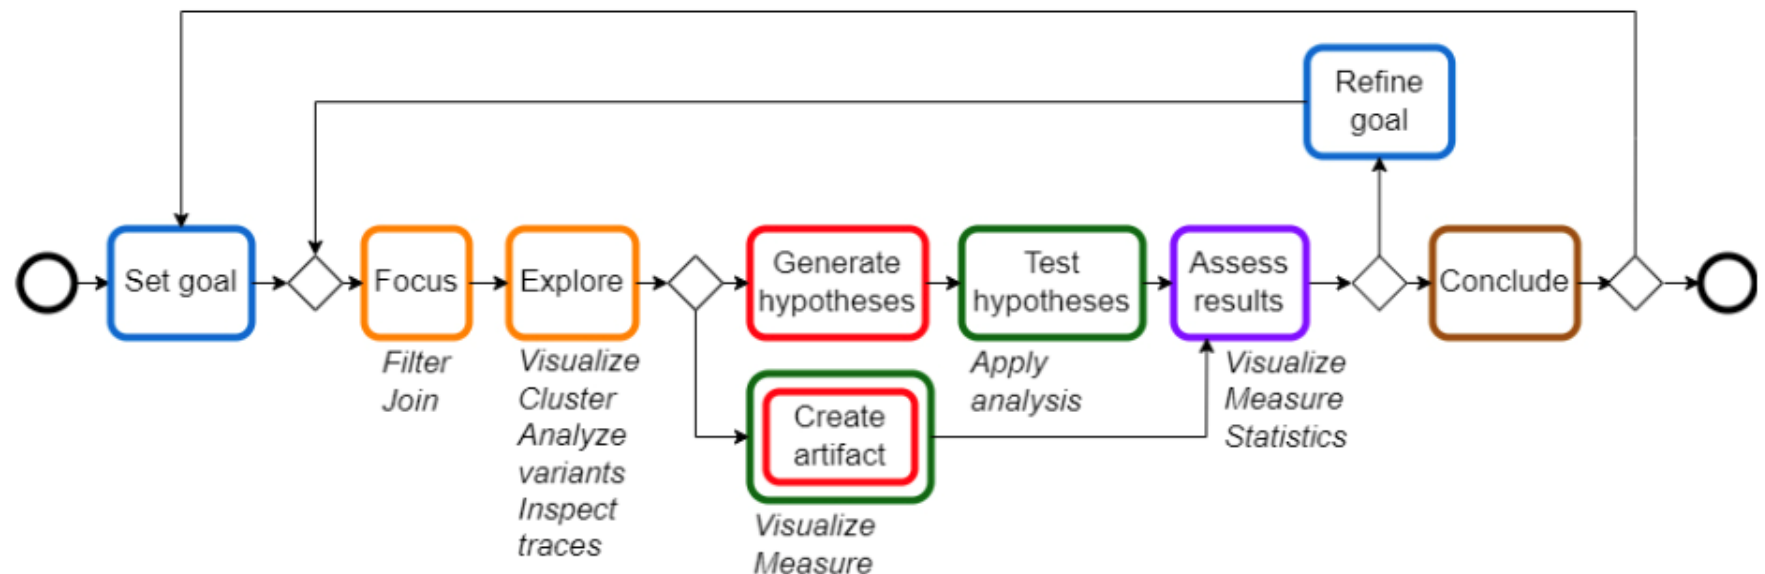 Refine
goal
Set goal
Focus
Explore
Generate
hypotheses
Test
hypotheses
Assess
results
Conclude
Filter
Join
Visualize
Cluster
Analyze
variants
Inspect
traces
Create
artifact
Visualize
Measure
Apply
analysis
Visualize
Measure
Statistics